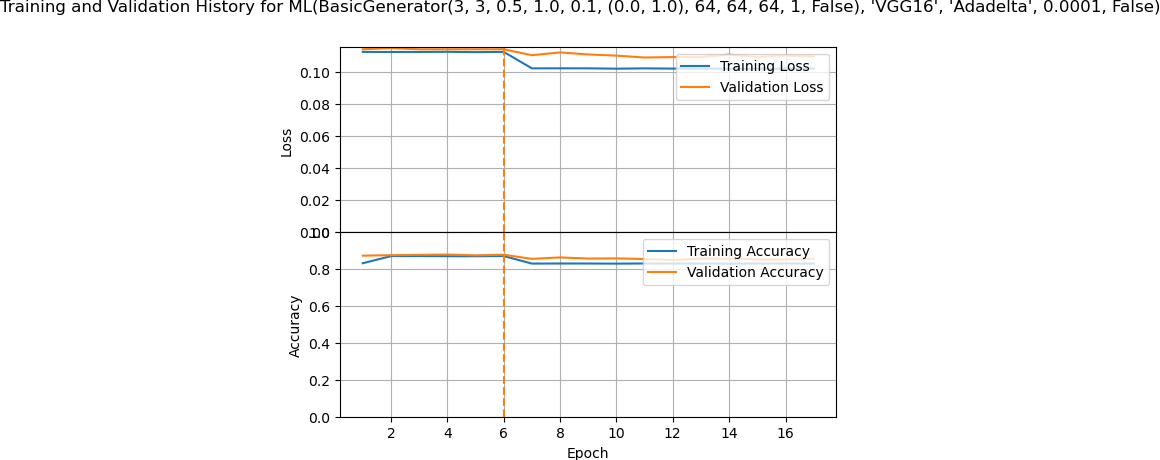 Training and Validation History for ML(BasicGenerator(3, 3, 0.5, 1.0, 0.1, (0.0, 1.0), 64, 64, 64, 1, False), 'VGG16', 'Adadelta', 0.0001, False)
0.10
0.08
0.06
0.04
0.02
0.00
Loss
Training Loss
Validation Loss
1.0
0.8
0.6
0.4
0.2
0.0
Accuracy
Training Accuracy
Validation Accuracy
2 4 6 8 10 12 14 16
Epoch